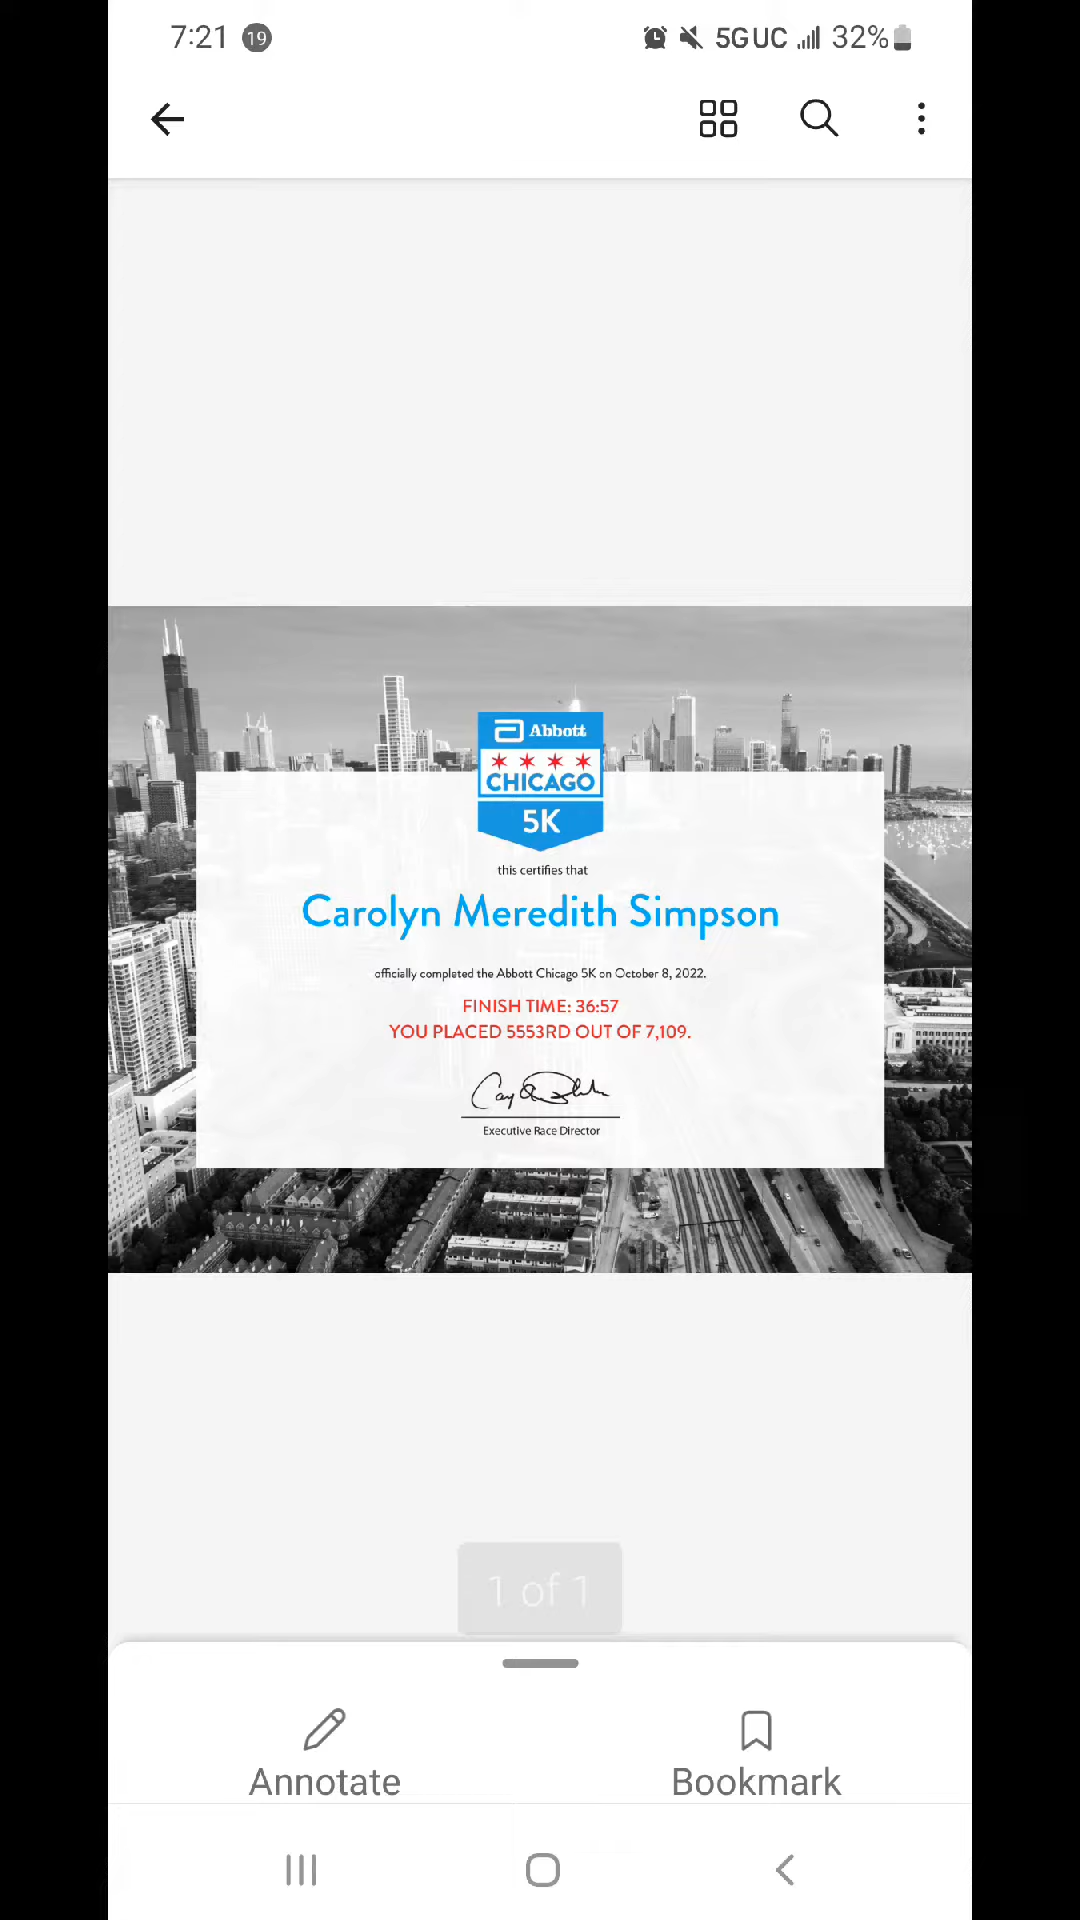 7:21 19 5GUC 32%
Abbott
CHICAGO
5K
this certifies that
Carolyn Meredith Simpson
officially completed the Abbott Chicago 5K on October 8, 2022.
FINISH TIME: 36:57
YOU PLACED 5553RD OUT OF 7,109.
Executive Race Director
1 of 1
Annotate Bookmark